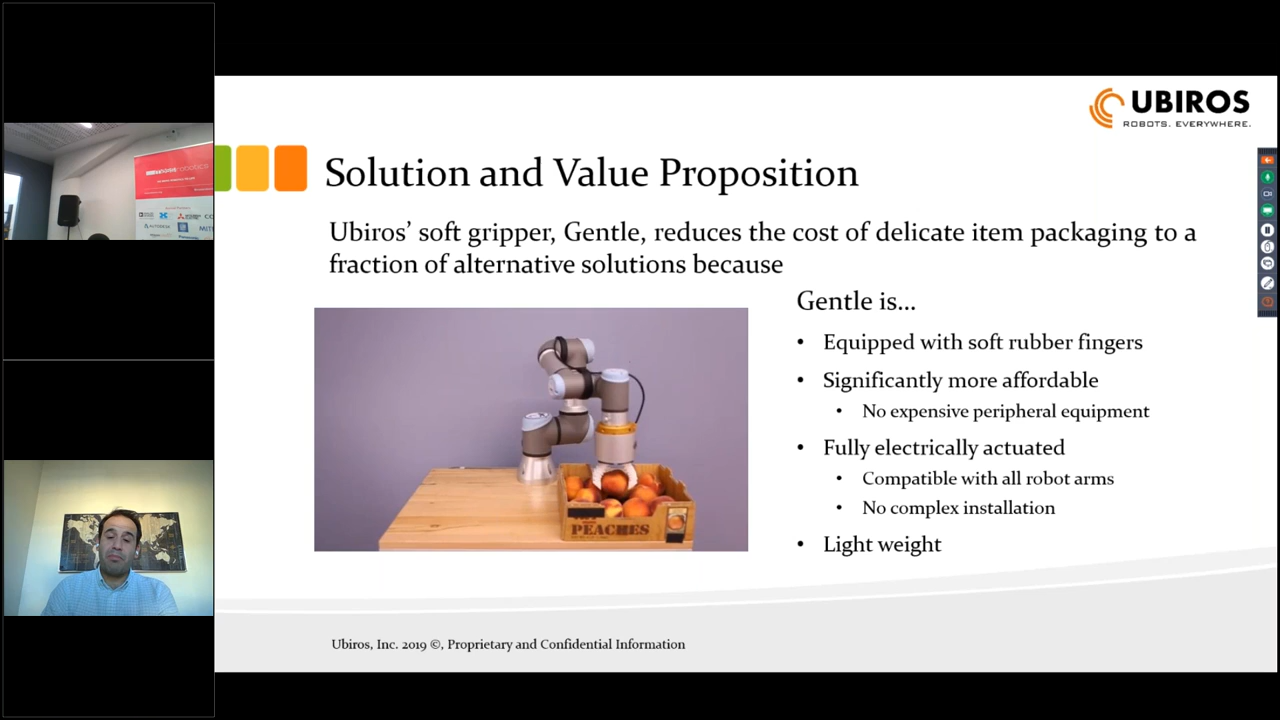 UBIROS
ROBOTS. EVERYWHERE.
Solution and Value Proposition
Ubiros’ soft gripper, Gentle, reduces the cost of delicate item packaging to a
fraction of alternative solutions because
Gentle is...
• Equipped with soft rubber fingers
• Significantly more affordable
• No expensive peripheral equipment
• Fully electrically actuated
• Compatible with all robot arms
• No complex installation
• Light weight
PEACHES
Ubiros, Inc. 2019 ©, Proprietary and Confidential Information